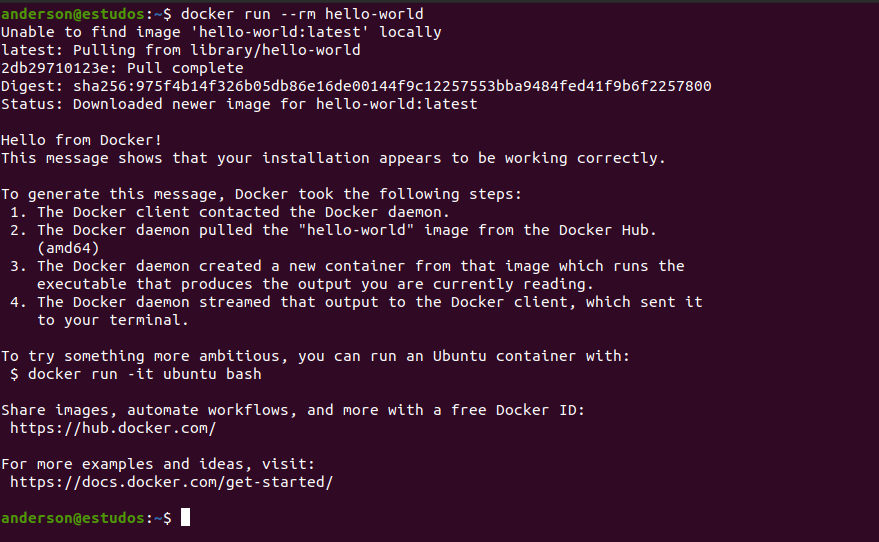 anderson@estudos:~$ docker run --rm hello-world
Unable to find image 'hello-world:latest' locally
latest: Pulling from library/hello-world
2db29710123e: Pull complete
Digest: sha256:975f4b14f326b05db86e16de00144f9c12257553bba9484fed41f9b6f2257800
Status: Downloaded newer image for hello-world:latest

Hello from Docker!
This message shows that your installation appears to be working correctly.

To generate this message, Docker took the following steps:
 1. The Docker client contacted the Docker daemon.
 2. The Docker daemon pulled the "hello-world" image from the Docker Hub.
    (amd64)
 3. The Docker daemon created a new container from that image which runs the
    executable that produces the output you are currently reading.
 4. The Docker daemon streamed that output to the Docker client, which sent it
    to your terminal.

To try something more ambitious, you can run an Ubuntu container with:
 $ docker run -it ubuntu bash

Share images, automate workflows, and more with a free Docker ID:
 https://hub.docker.com/

For more examples and ideas, visit:
 https://docs.docker.com/get-started/

anderson@estudos:~$